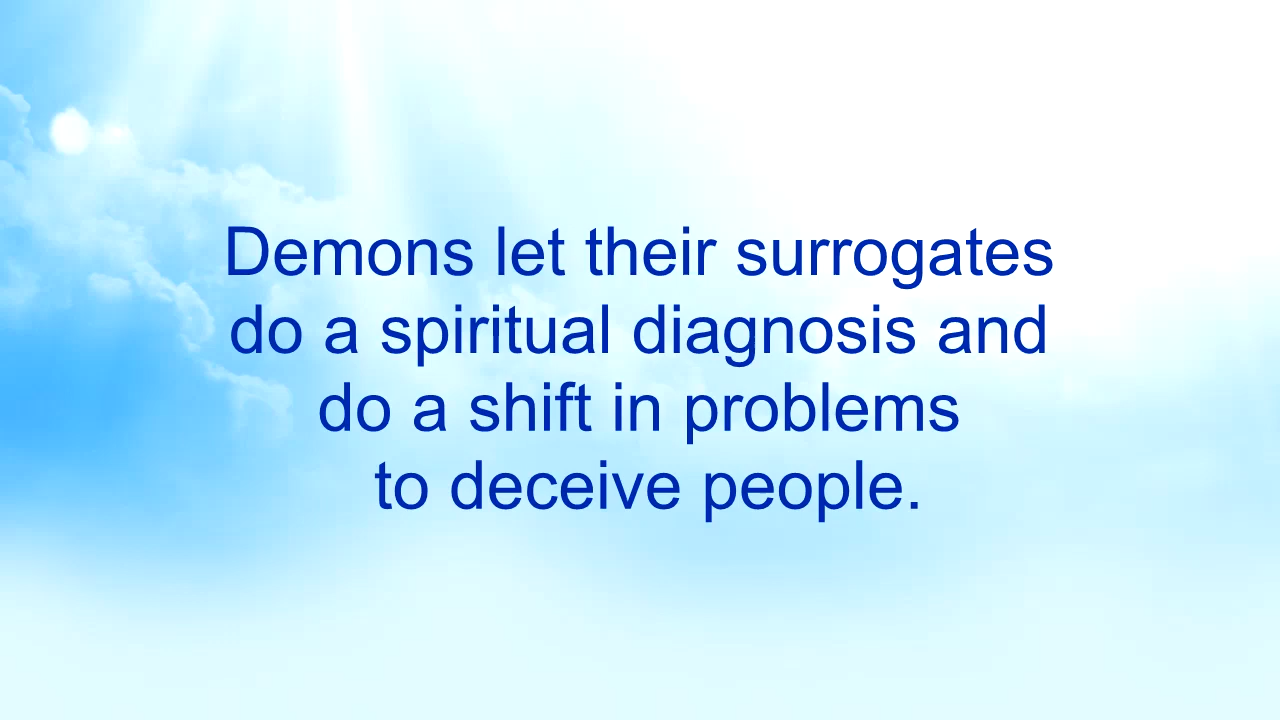 Demons let their surrogates
do a spiritual diagnosis and
do a shift in problems
to deceive people.